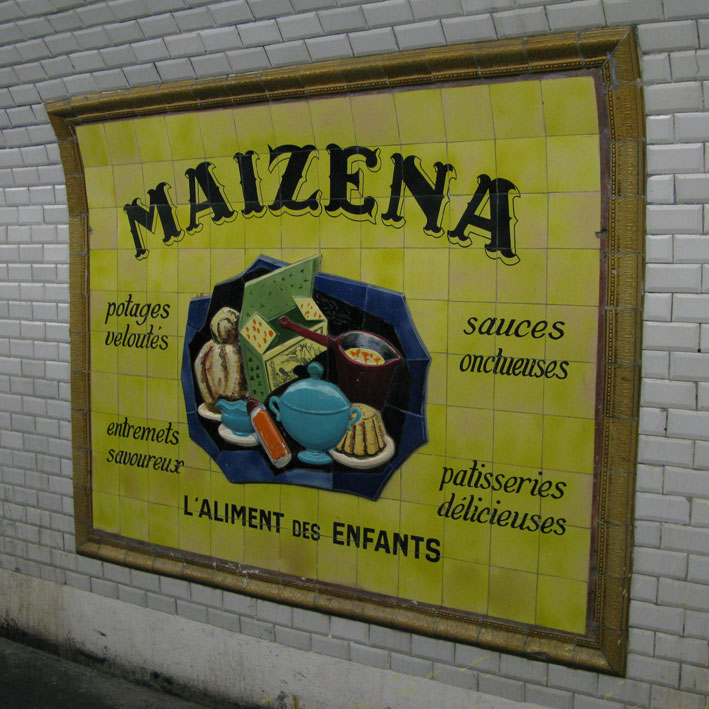 MAIZENA
potages
veloutés
sauces
onctueuses
entremets
savoureux
patisseries
délicieuses
L'ALIMENT DES ENFANTS